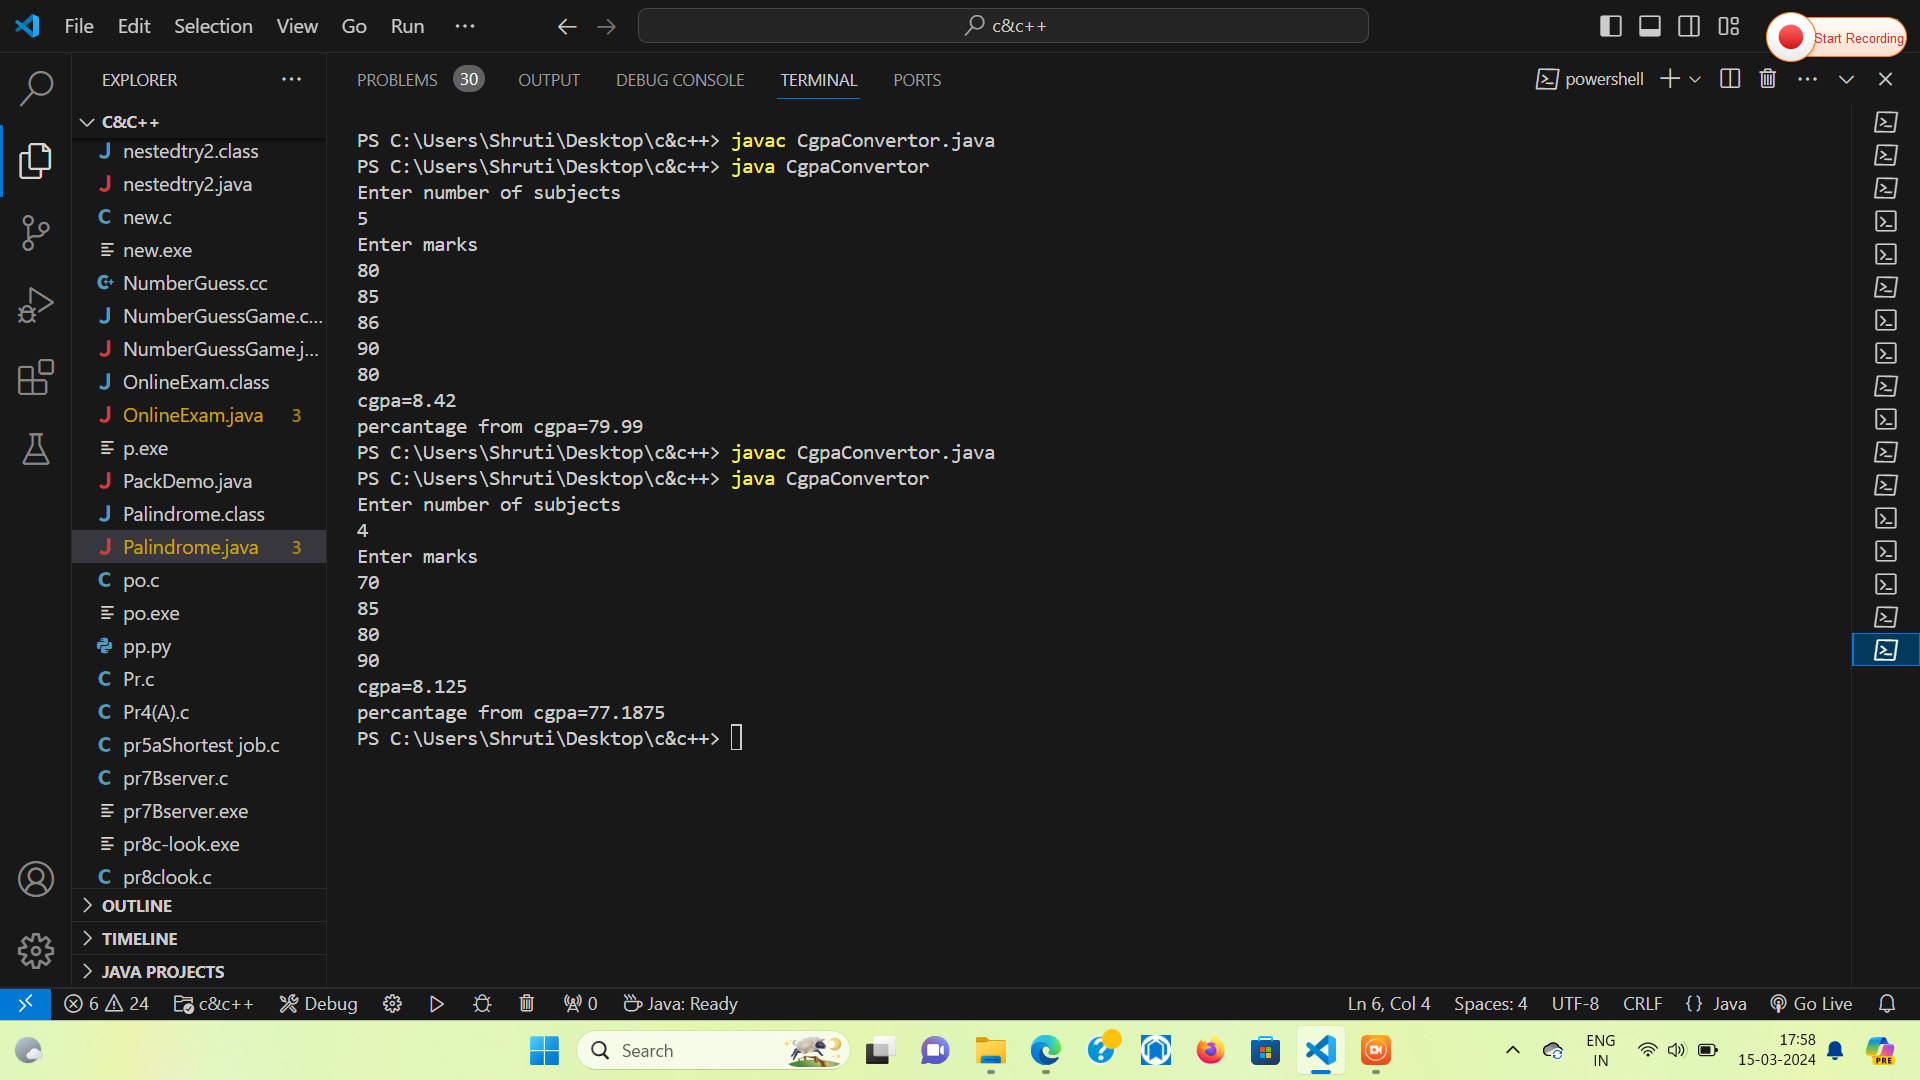 File Edit Selection View Go Run ···
c&c++
Start Recording
EXPLORER ···
C&C++
nestedtry2.class
nestedtry2.java
new.c
new.exe
NumberGuess.cc
NumberGuessGame.c...
NumberGuessGame.j...
OnlineExam.class
OnlineExam.java 3
p.exe
PackDemo.java
Palindrome.class
Palindrome.java 3
po.c
po.exe
pp.py
Pr.c
Pr4(A).c
pr5aShortest job.c
pr7Bserver.c
pr7Bserver.exe
pr8c-look.exe
pr8clook.c
OUTLINE
TIMELINE
JAVA PROJECTS
PROBLEMS 30 OUTPUT DEBUG CONSOLE TERMINAL PORTS
powershell
PS C:\Users\Shruti\Desktop\c&c++> javac CgpaConvertor.java
PS C:\Users\Shruti\Desktop\c&c++> java CgpaConvertor
Enter number of subjects
5
Enter marks
80
85
86
90
80
cgpa=8.42
percantage from cgpa=79.99
PS C:\Users\Shruti\Desktop\c&c++> javac CgpaConvertor.java
PS C:\Users\Shruti\Desktop\c&c++> java CgpaConvertor
Enter number of subjects
4
Enter marks
70
85
80
90
cgpa=8.125
percantage from cgpa=77.1875
PS C:\Users\Shruti\Desktop\c&c++>
6 24 c&c++ Debug 0 Java: Ready
Ln 6, Col 4 Spaces: 4 UTF-8 CRLF {} Java Go Live
Search
ENG
IN
17:58
15-03-2024
PRE